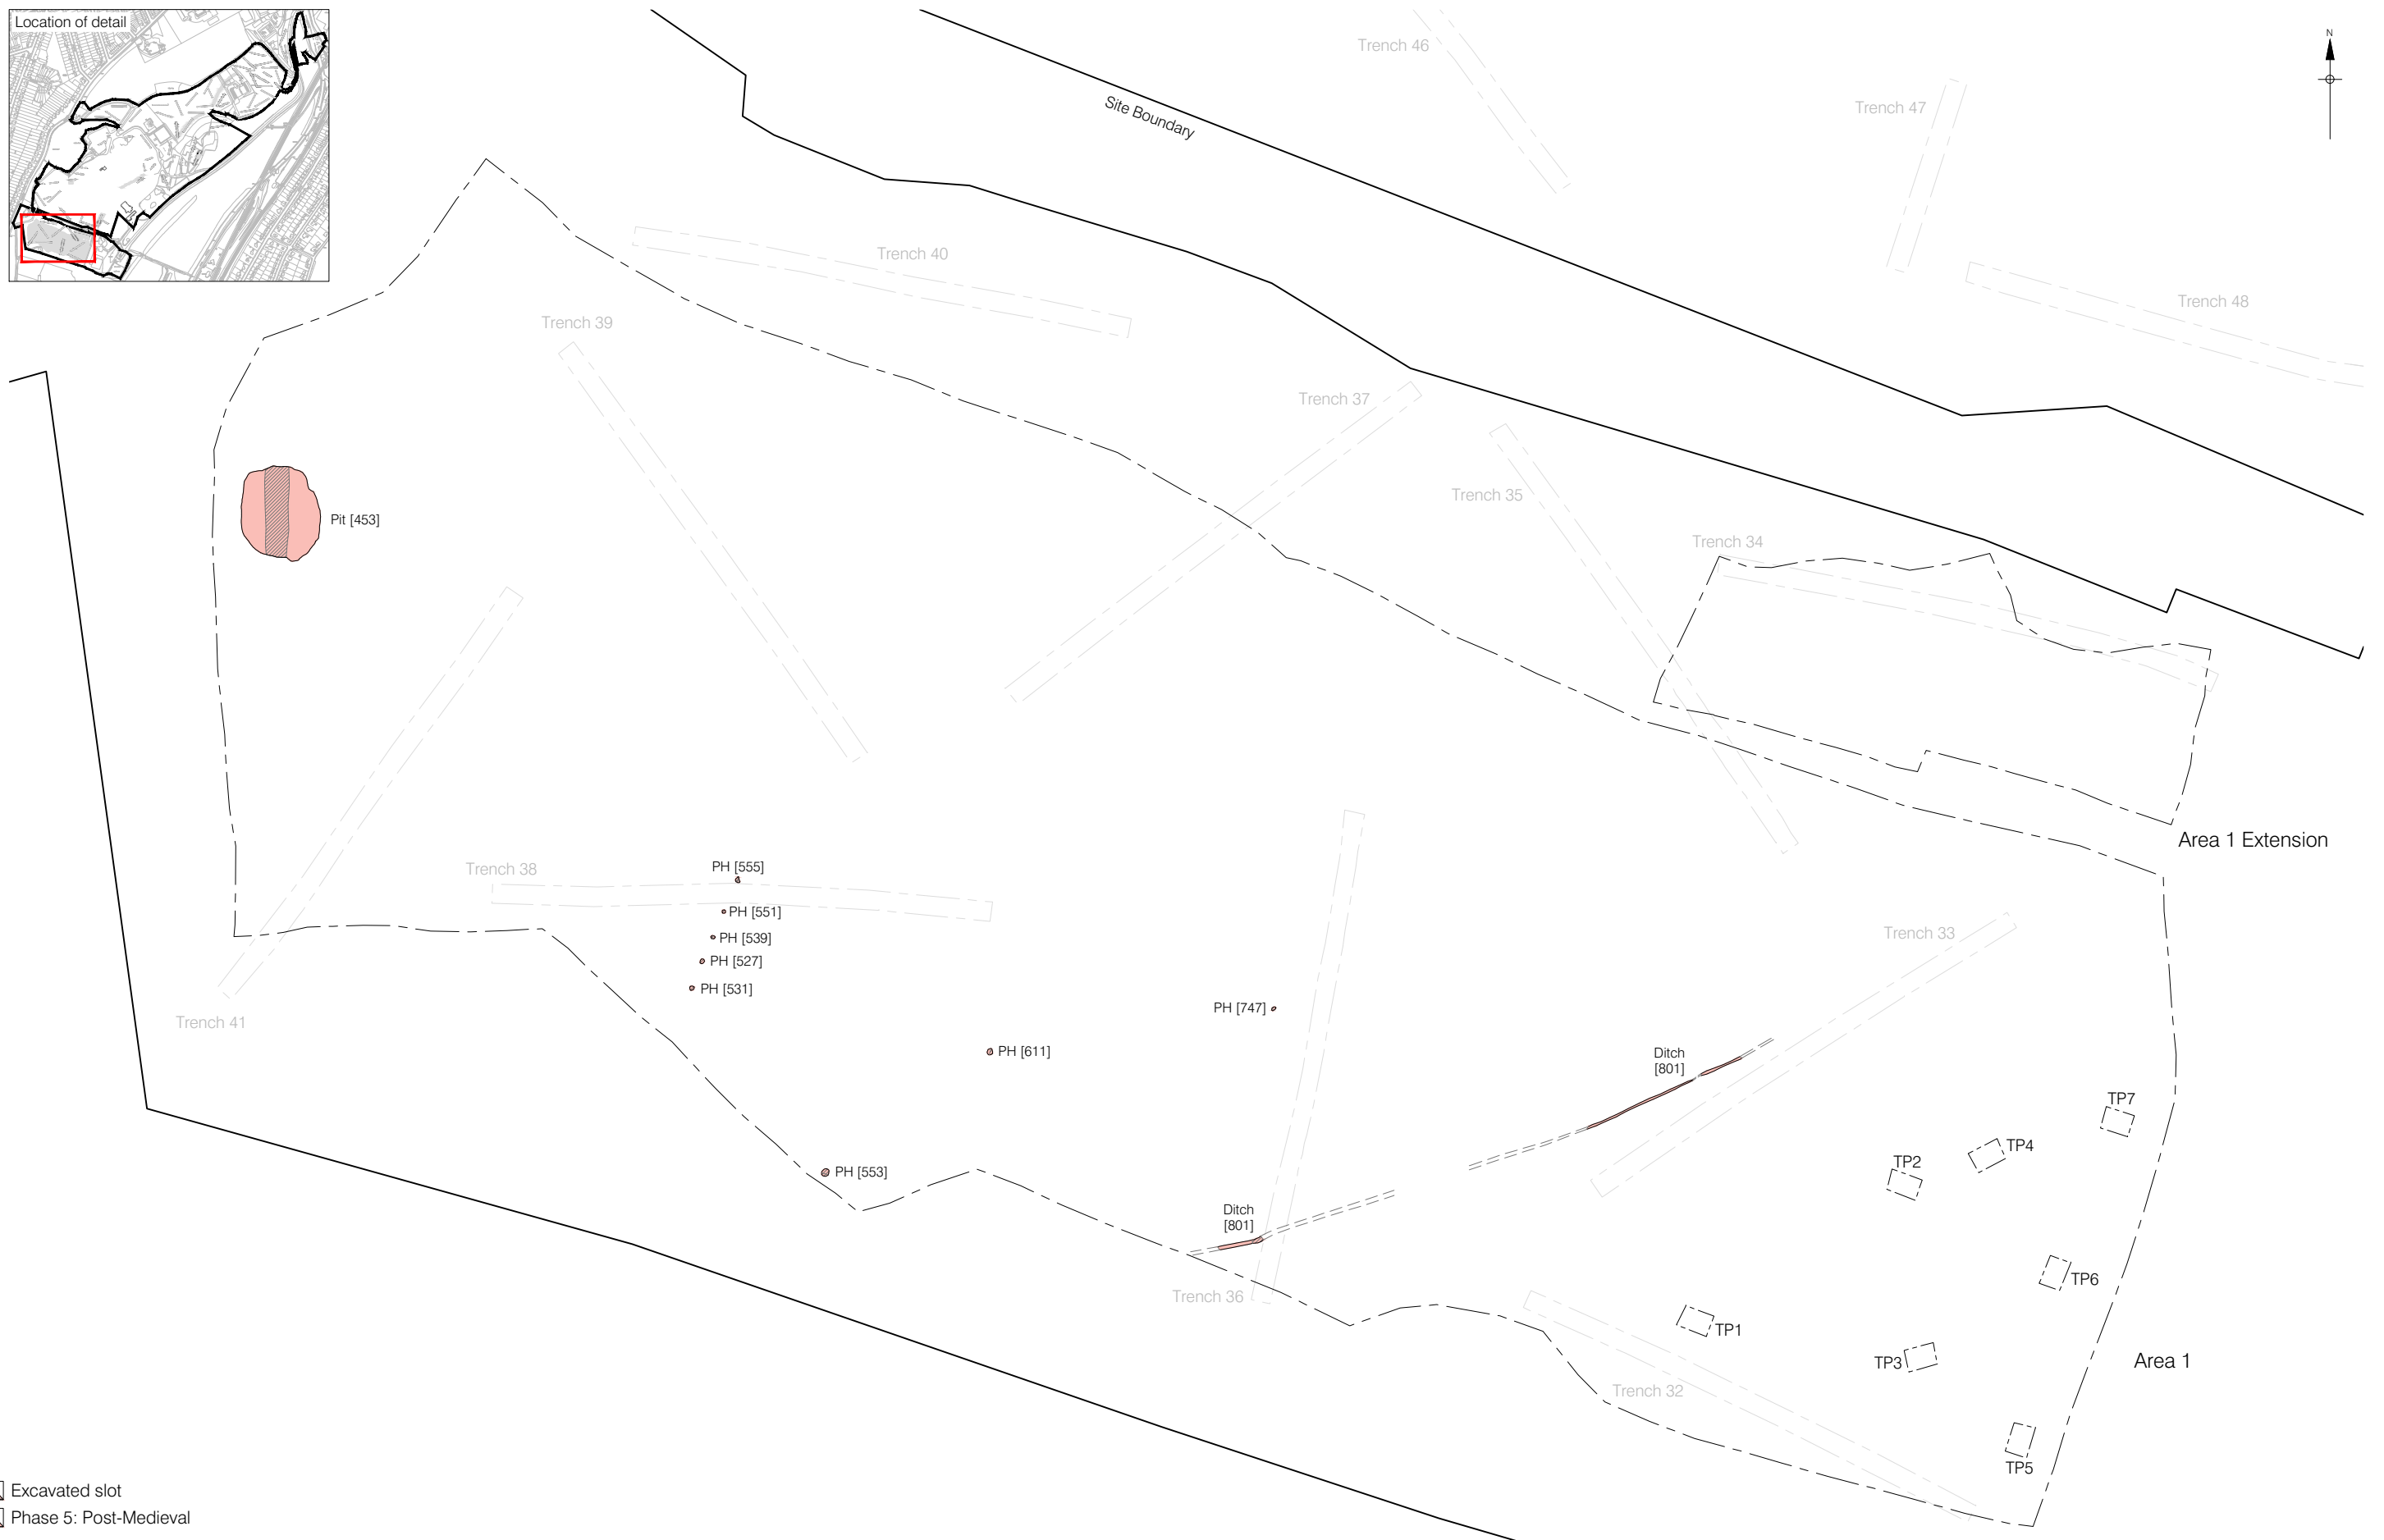 Location of detail
N
Trench 46
Site Boundary
Trench 47
Trench 40
Trench 48
Trench 39
Trench 37
Trench 35
Pit [453]
Trench 34
Area 1 Extension
PH [555]
Trench 38
PH [551]
PH [539]
Trench 33
PH [527]
PH [531]
PH [747]
Trench 41
PH [611]
Ditch
[801]
TP7
TP4
TP2
PH [553]
Ditch
[801]
TP6
Trench 36
TP1
TP3
Area 1
Trench 32
TP5
Excavated slot
Phase 5: Post-Medieval